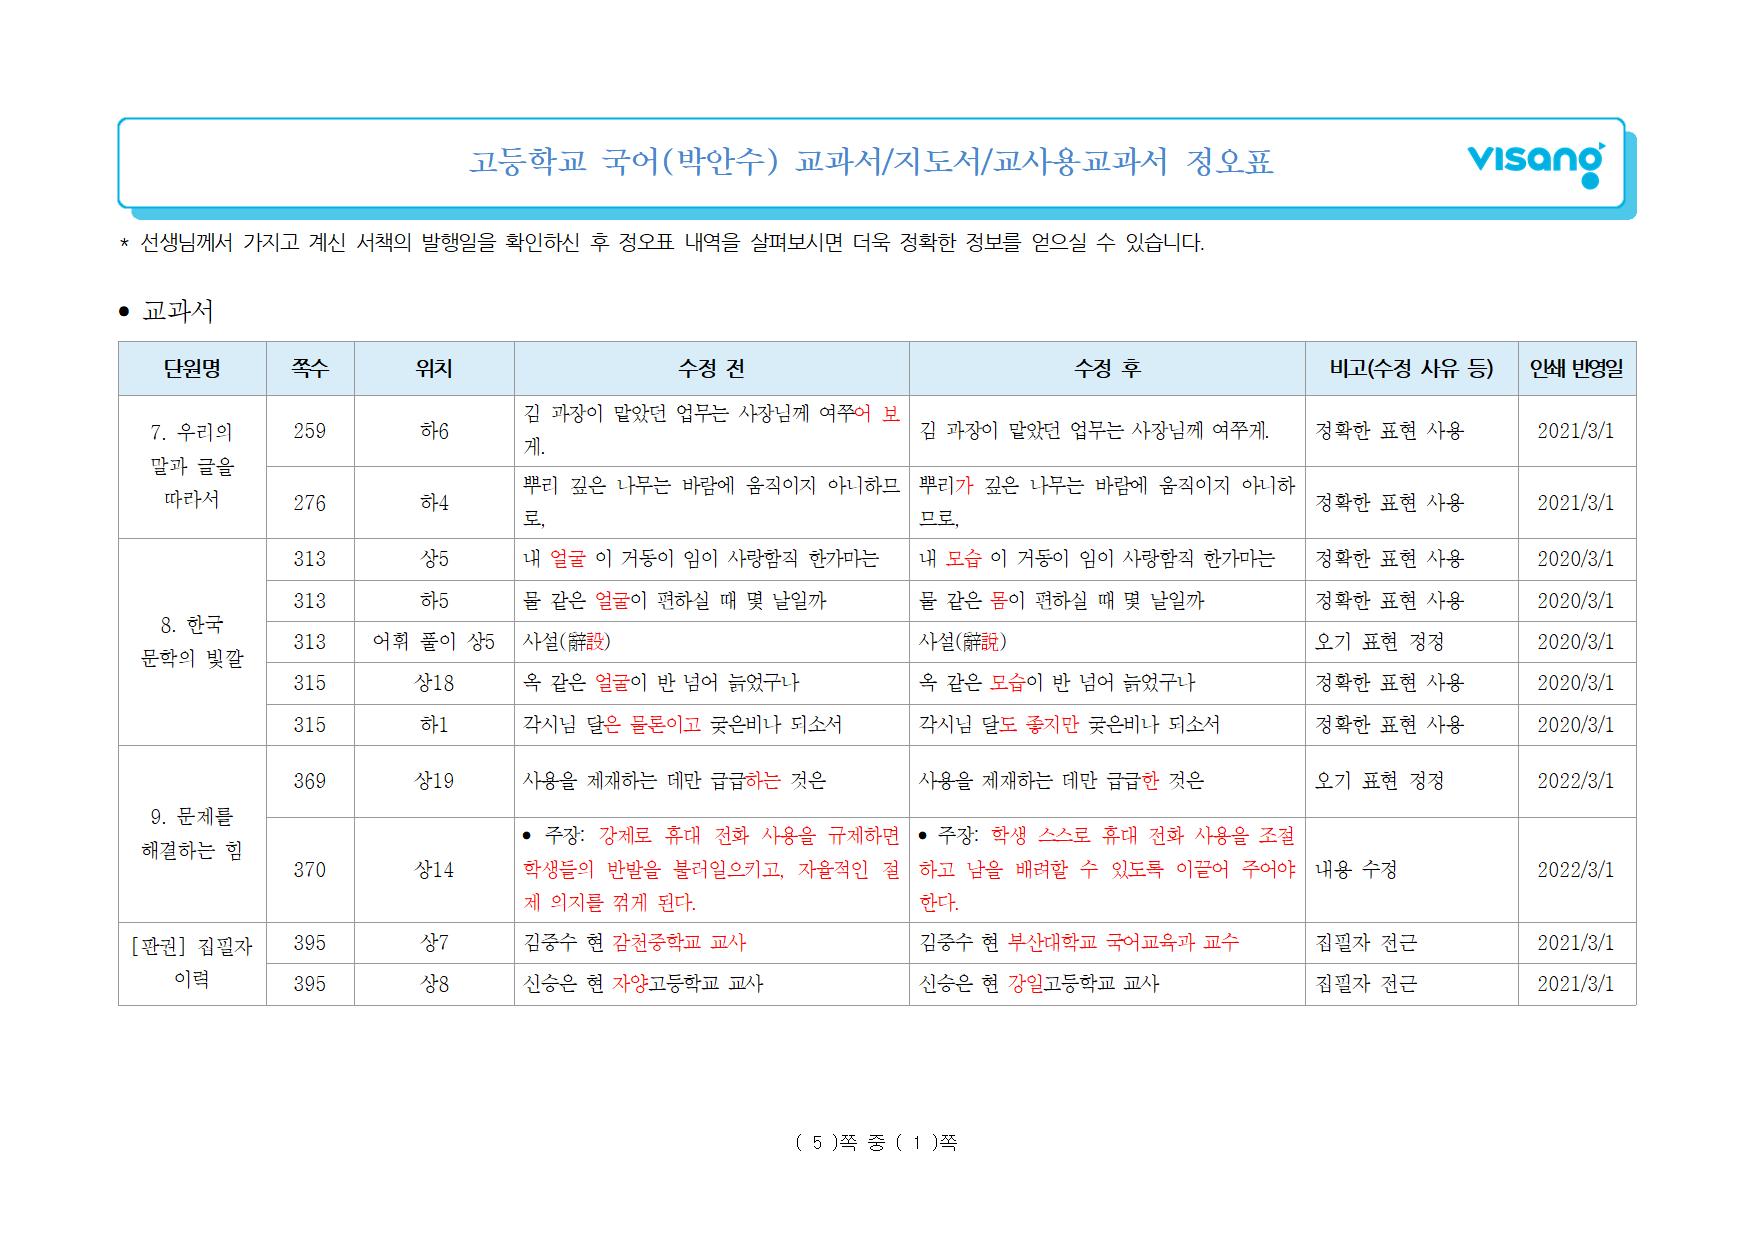 고등학교 국어(박안수) 교과서/지도서/교사용교과서 정오표
visang
* 선생님께서 가지고 계신 서책의 발행일을 확인하신 후 정오표 내역을 살펴보시면 더욱 정확한 정보를 얻으실 수 있습니다.
• 교과서
단원명 쪽수 위치 수정 전 수정 후 비고(수정 사유 등) 인쇄 반영일
7. 우리의
말과 글을
따라서
259 하6 김 과장이 맡았던 업무는 사장님께 여쭈어 보
게.
김 과장이 맡았던 업무는 사장님께 여쭈게. 정확한 표현 사용 2021/3/1
276 하4 뿌리 깊은 나무는 바람에 움직이지 아니하므
로,
뿌리가 깊은 나무는 바람에 움직이지 아니하
므로,
정확한 표현 사용 2021/3/1
8. 한국
문학의 빛깔
313 상5 내 얼굴 이 거동이 임이 사랑함직 한가마는 내 모습 이 거동이 임이 사랑함직 한가마는 정확한 표현 사용 2020/3/1
313 하5 물 같은 얼굴이 편하실 때 몇 날일까 물 같은 몸이 편하실 때 몇 날일까 정확한 표현 사용 2020/3/1
313 어휘 풀이 상5 사설(辭設) 사설(辭說) 오기 표현 정정 2020/3/1
315 상18 옥 같은 얼굴이 반 넘어 늙었구나 옥 같은 모습이 반 넘어 늙었구나 정확한 표현 사용 2020/3/1
315 하1 각시님 달은 물론이고 궂은비나 되소서 각시님 달도 좋지만 궂은비나 되소서 정확한 표현 사용 2020/3/1
9. 문제를
해결하는 힘
369 상19 사용을 제재하는 데만 급급하는 것은 사용을 제재하는 데만 급급한 것은 오기 표현 정정 2022/3/1
370 상14 • 주장: 강제로 휴대 전화 사용을 규제하면
학생들의 반발을 불러일으키고, 자율적인 절
제 의지를 꺾게 된다.
• 주장: 학생 스스로 휴대 전화 사용을 조절
하고 남을 배려할 수 있도록 이끌어 주어야
한다.
내용 수정 2022/3/1
[판권] 집필자
이력
395 상7 김중수 현 감천중학교 교사 김중수 현 부산대학교 국어교육과 교수 집필자 전근 2021/3/1
395 상8 신승은 현 자양고등학교 교사 신승은 현 강일고등학교 교사 집필자 전근 2021/3/1
( 5 )쪽 중 ( 1 )쪽